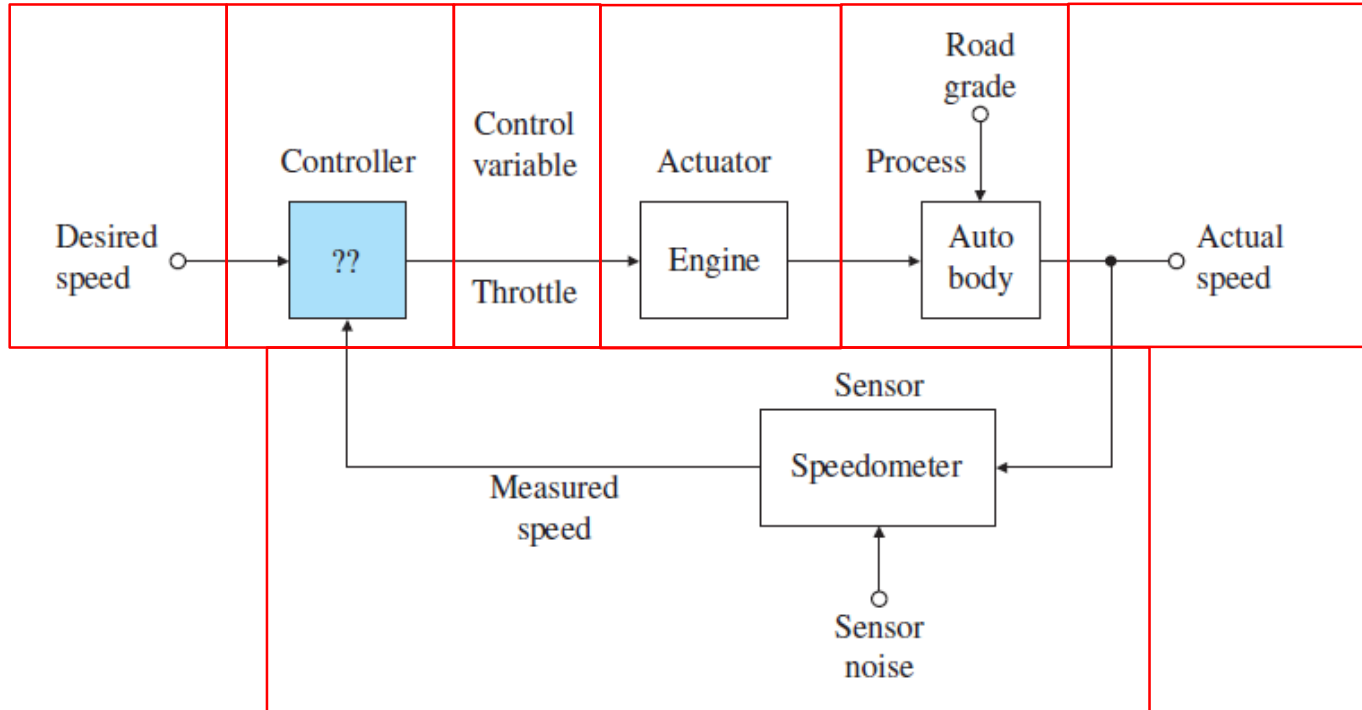 Road
grade
Control
variable
Controller
Actuator
Process
Desired
speed
??
Throttle
Engine
Auto
body
Actual
speed
Sensor
Speedometer
Measured
speed
Sensor
noise